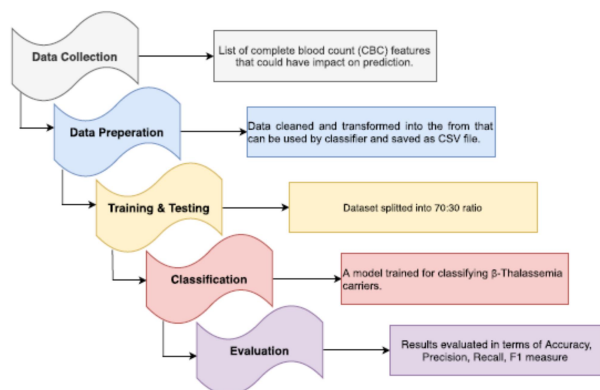 Data Collection
List of complete blood count (CBC) features
that could have impact on prediction.
Data Preperation
Data cleaned and transformed into the from that
can be used by classifier and saved as CSV file.
Training & Testing
Dataset splitted into 70:30 ratio
Classification
A model trained for classifying β-Thalassemia
carriers.
Evaluation
Results evaluated in terms of Accuracy,
Precision, Recall, F1 measure